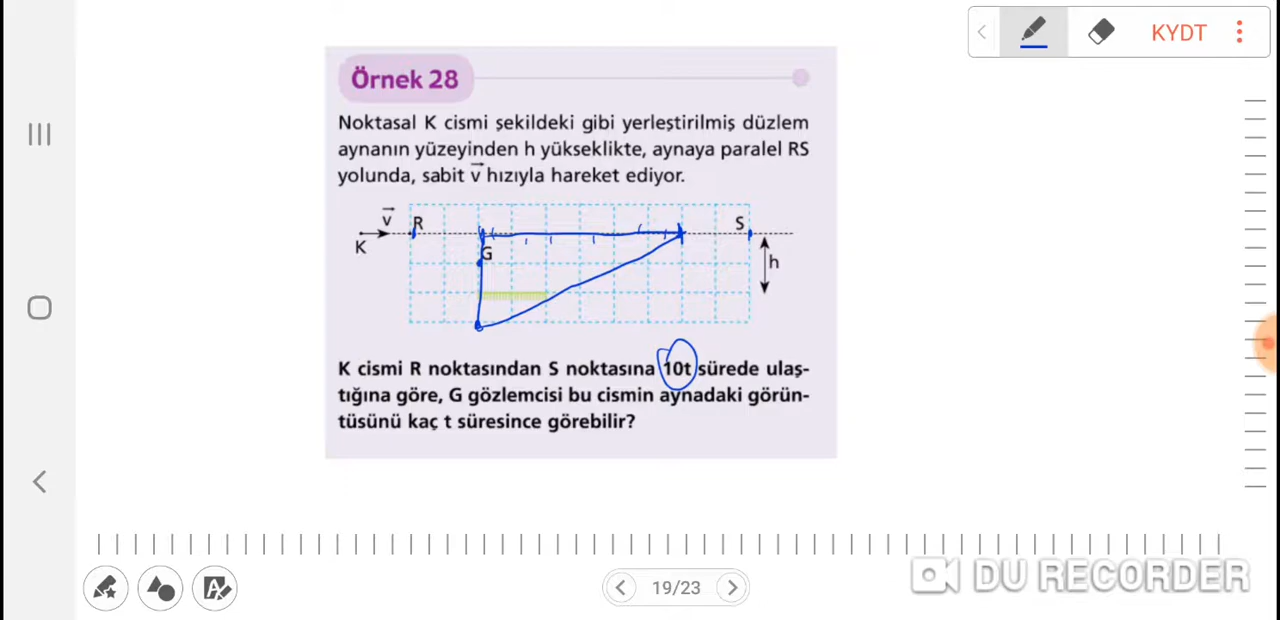 KYDT
Örnek 28
Noktasal K cismi şekildeki gibi yerleştirilmiş düzlem
aynanın yüzeyinden h yükseklikte, aynaya paralel RS
yolunda, sabit v hızıyla hareket ediyor.
v R S
K G h
K cismi R noktasından S noktasına 10t sürede ulaş-
tığına göre, G gözlemcisi bu cismin aynadaki görün-
tüsünü kaç t süresince görebilir?
19/23
DU RECORDER